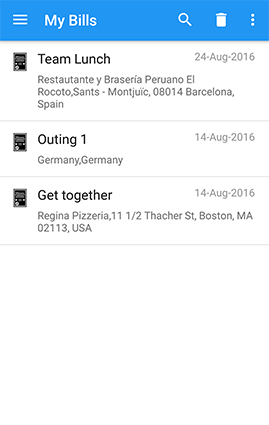 My Bills
Team Lunch
24-Aug-2016
Restautante y Brasería Peruano El
Rocoto,Sants - Montjuïc, 08014 Barcelona,
Spain
Outing 1
14-Aug-2016
Germany,Germany
Get together
14-Aug-2016
Regina Pizzeria,11 1/2 Thacher St, Boston, MA
02113, USA